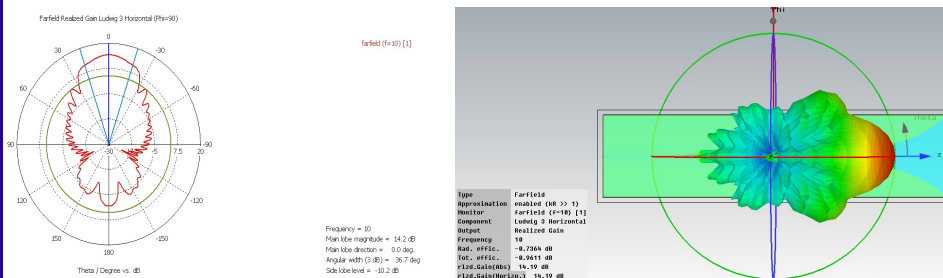 Farfield Realized Gain Ludwig 3 Horizontal (Phi=90)
farfield (f=10) [1]
0
30
-30
60
-60
90
-30
-5
7.5
20
-90
120
-120
150
-150
180
Theta / Degree vs. dB
Frequency = 10
Main lobe magnitude = 14.2 dB
Main lobe direction = 0.0 deg.
Angular width (3 dB) = 36.7 deg
Side lobe level = -10.2 dB
Phi
Theta
z
Type Farfield
Approximation enabled (kR >> 1)
Monitor farfield (f=10) [1]
Component Ludwig 3 Horizontal
Output Realized Gain
Frequency 10
Rad. effic. -0.7364 dB
Tot. effic. -0.9611 dB
rlzd.Gain(Abs) 14.19 dB
rlzd.Gain(Horizo.) 14.19 dB